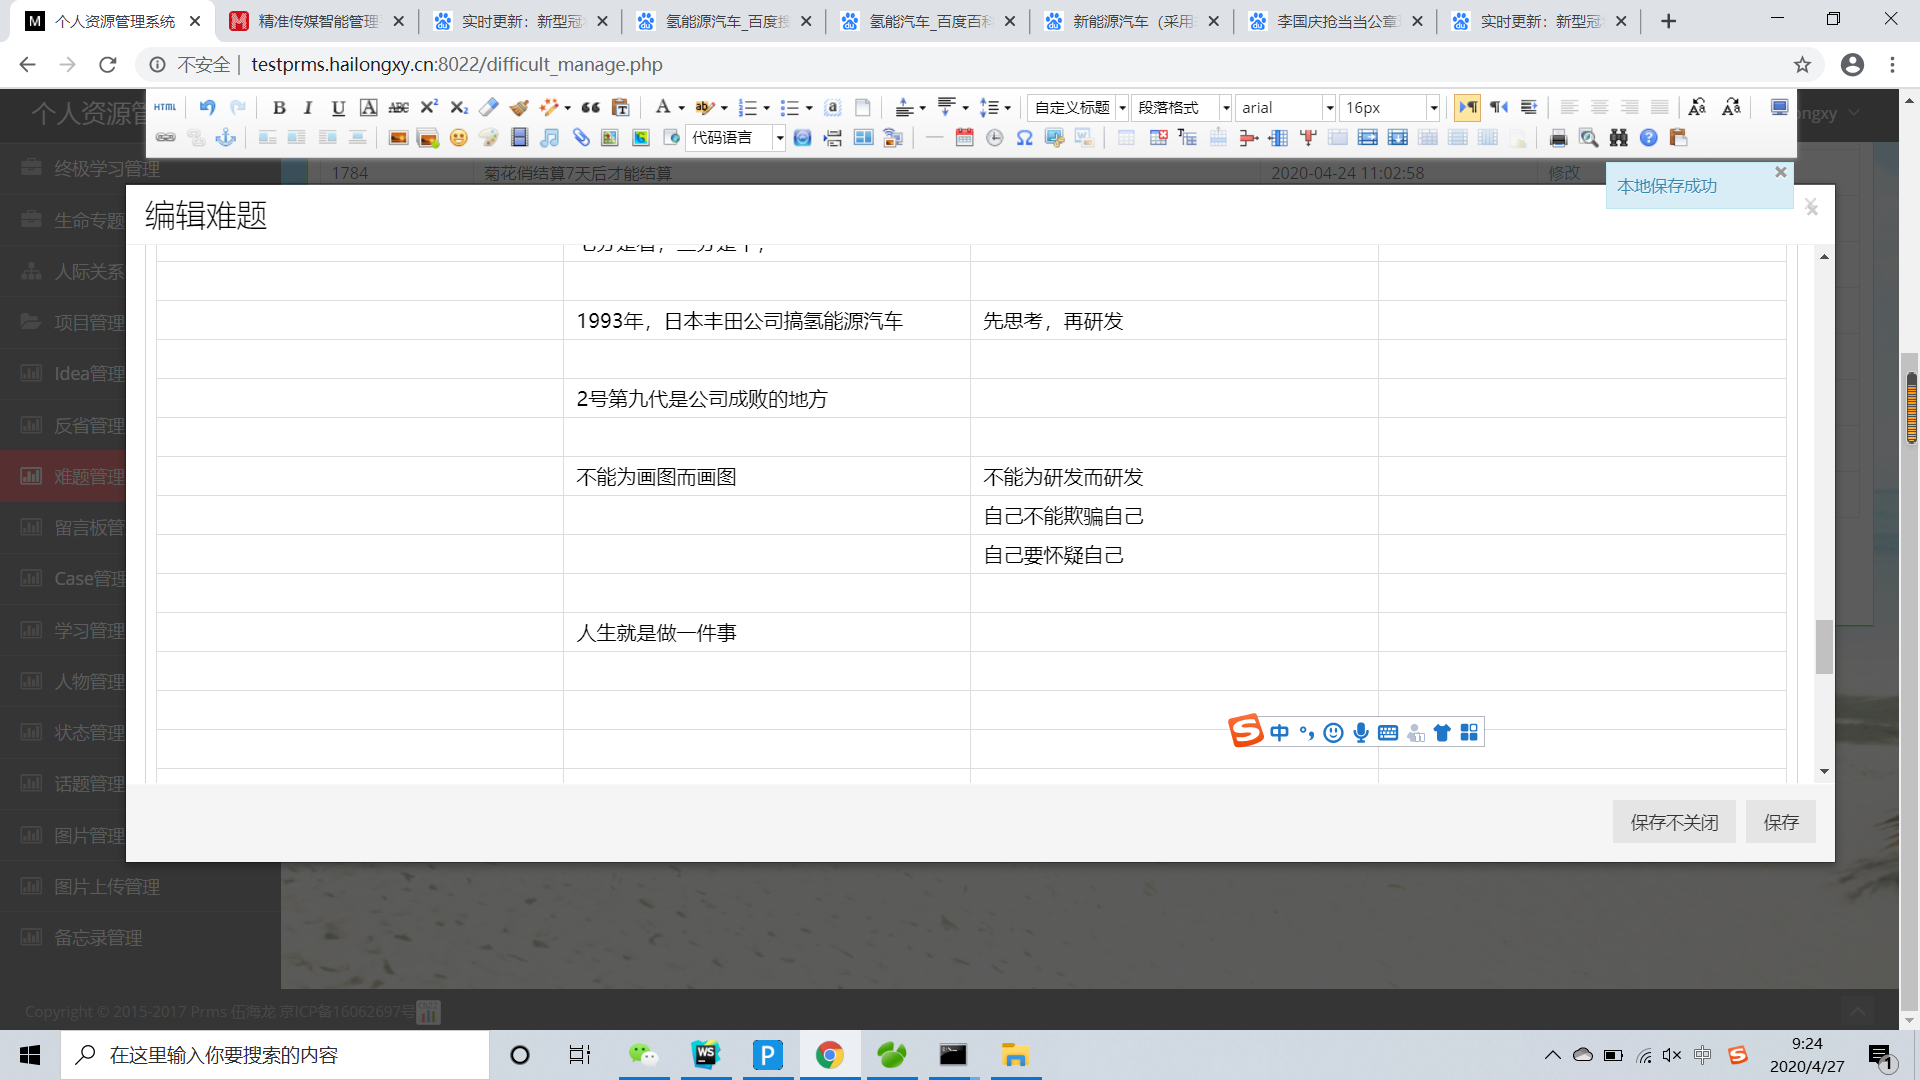 个人资源管理系统
精准传媒智能管理
实时更新：新型冠
氢能源汽车_百度搜
氢能汽车_百度百科
新能源汽车（采用
李国庆抢当当公章
实时更新：新型冠
不安全 | testprms.hailongxy.cn:8022/difficult_manage.php
个人资源管
HTML
自定义标题
段落格式
arial
16px
代码语言
ongxy
1784 菊花俏结算7天后才能结算 2020-04-24 11:02:58 修改
本地保存成功
编辑难题
1993年，日本丰田公司搞氢能源汽车 先思考，再研发
2号第九代是公司成败的地方
不能为画图而画图 不能为研发而研发
自己不能欺骗自己
自己要怀疑自己
人生就是做一件事
中
保存不关闭
保存
终极学习管理
生命专题
人际关系
项目管理
Idea管理
反省管理
难题管理
留言板管
Case管理
学习管理
人物管理
状态管理
话题管理
图片管理
图片上传管理
备忘录管理
Copyright © 2015-2017 Prms 伍海龙 京ICP备16062697号
在这里输入你要搜索的内容
中
9:24
2020/4/27
1